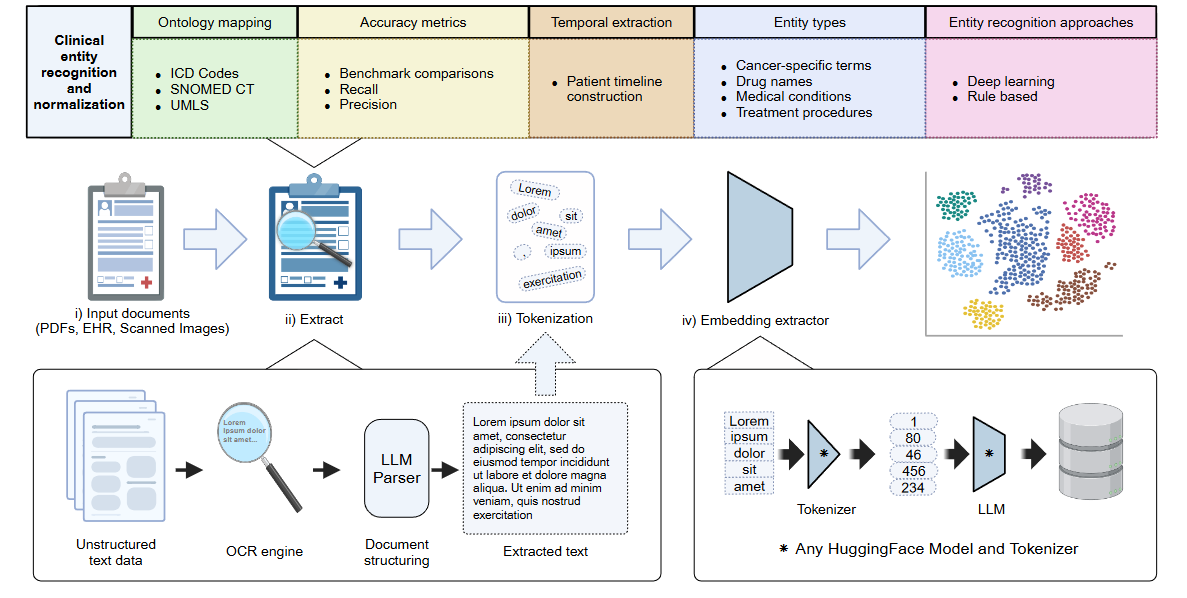 Clinical
entity
recognition
and
normalization
Ontology mapping
ICD Codes
SNOMED CT
UMLS
Accuracy metrics
Benchmark comparisons
Recall
Precision
Temporal extraction
Patient timeline
construction
Entity types
Cancer-specific terms
Drug names
Medical conditions
Treatment procedures
Entity recognition approaches
Deep learning
Rule based
i) Input documents
(PDFs, EHR, Scanned Images)
ii) Extract
Lorem
dolor
sit
amet
,
ipsum
exercitation
iii) Tokenization
iv) Embedding extractor
Unstructured
text data
Lorem
ipsum dolor
sit amet...
OCR engine
LLM
Parser
Document
structuring
Lorem ipsum dolor sit
amet, consectetur
adipiscing elit, sed do
eiusmod tempor incididunt
ut labore et dolore magna
aliqua. Ut enim ad minim
veniam, quis nostrud
exercitation
Extracted text
Lorem
ipsum
dolor
sit
amet
*
Tokenizer
1
80
46
456
234
*
LLM
* Any HuggingFace Model and Tokenizer